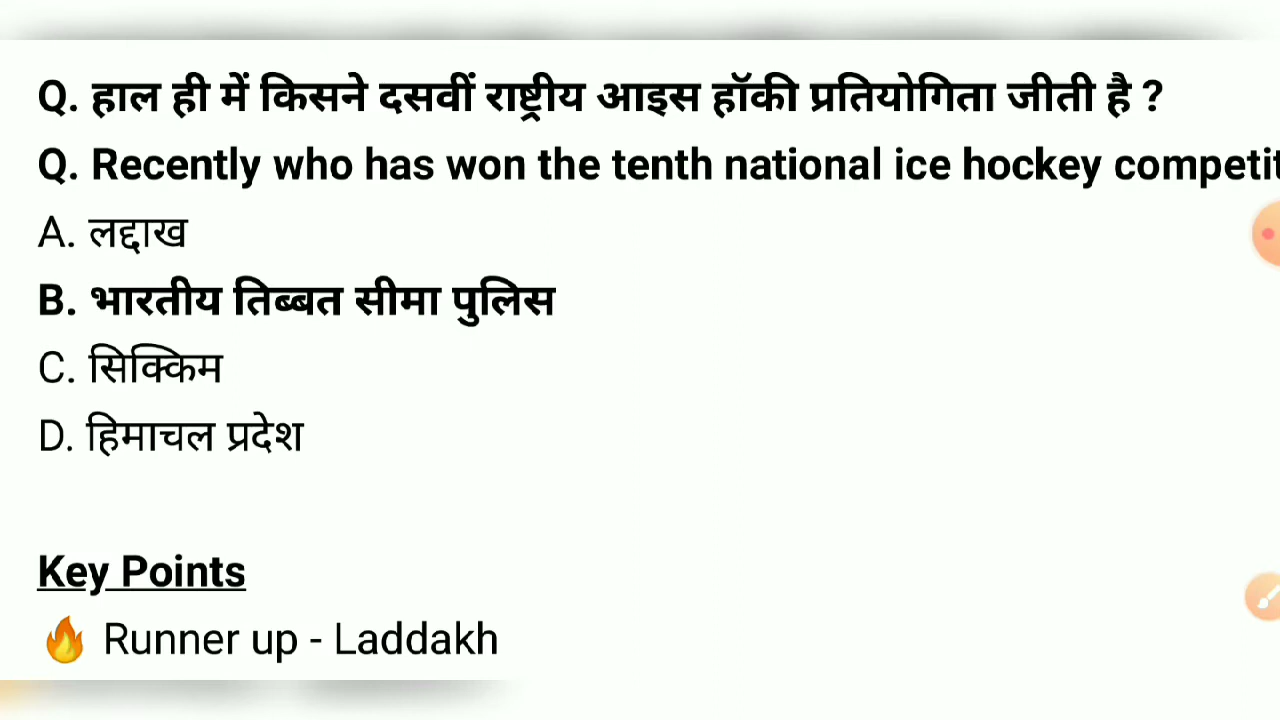 Q. हाल ही में किसने दसवीं राष्ट्रीय आइस हॉकी प्रतियोगिता जीती है ?
Q. Recently who has won the tenth national ice hockey competit
A. लद्दाख
B. भारतीय तिब्बत सीमा पुलिस
C. सिक्किम
D. हिमाचल प्रदेश
Key Points
🔥 Runner up - Laddakh